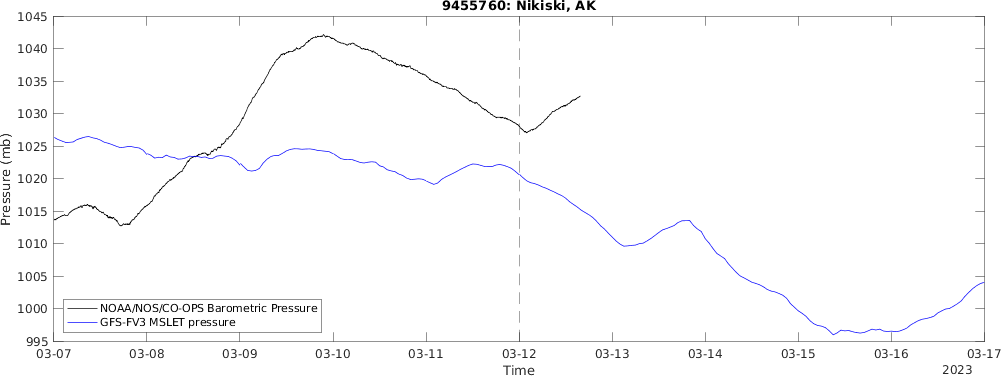 9455760: Nikiski, AK
1045
1040
1035
1030
1025
1020
1015
1010
1005
1000
995
Pressure (mb)
NOAA/NOS/CO-OPS Barometric Pressure
GFS-FV3 MSLET pressure
03-07 03-08 03-09 03-10 03-11 03-12 03-13 03-14 03-15 03-16 03-17
Time
2023